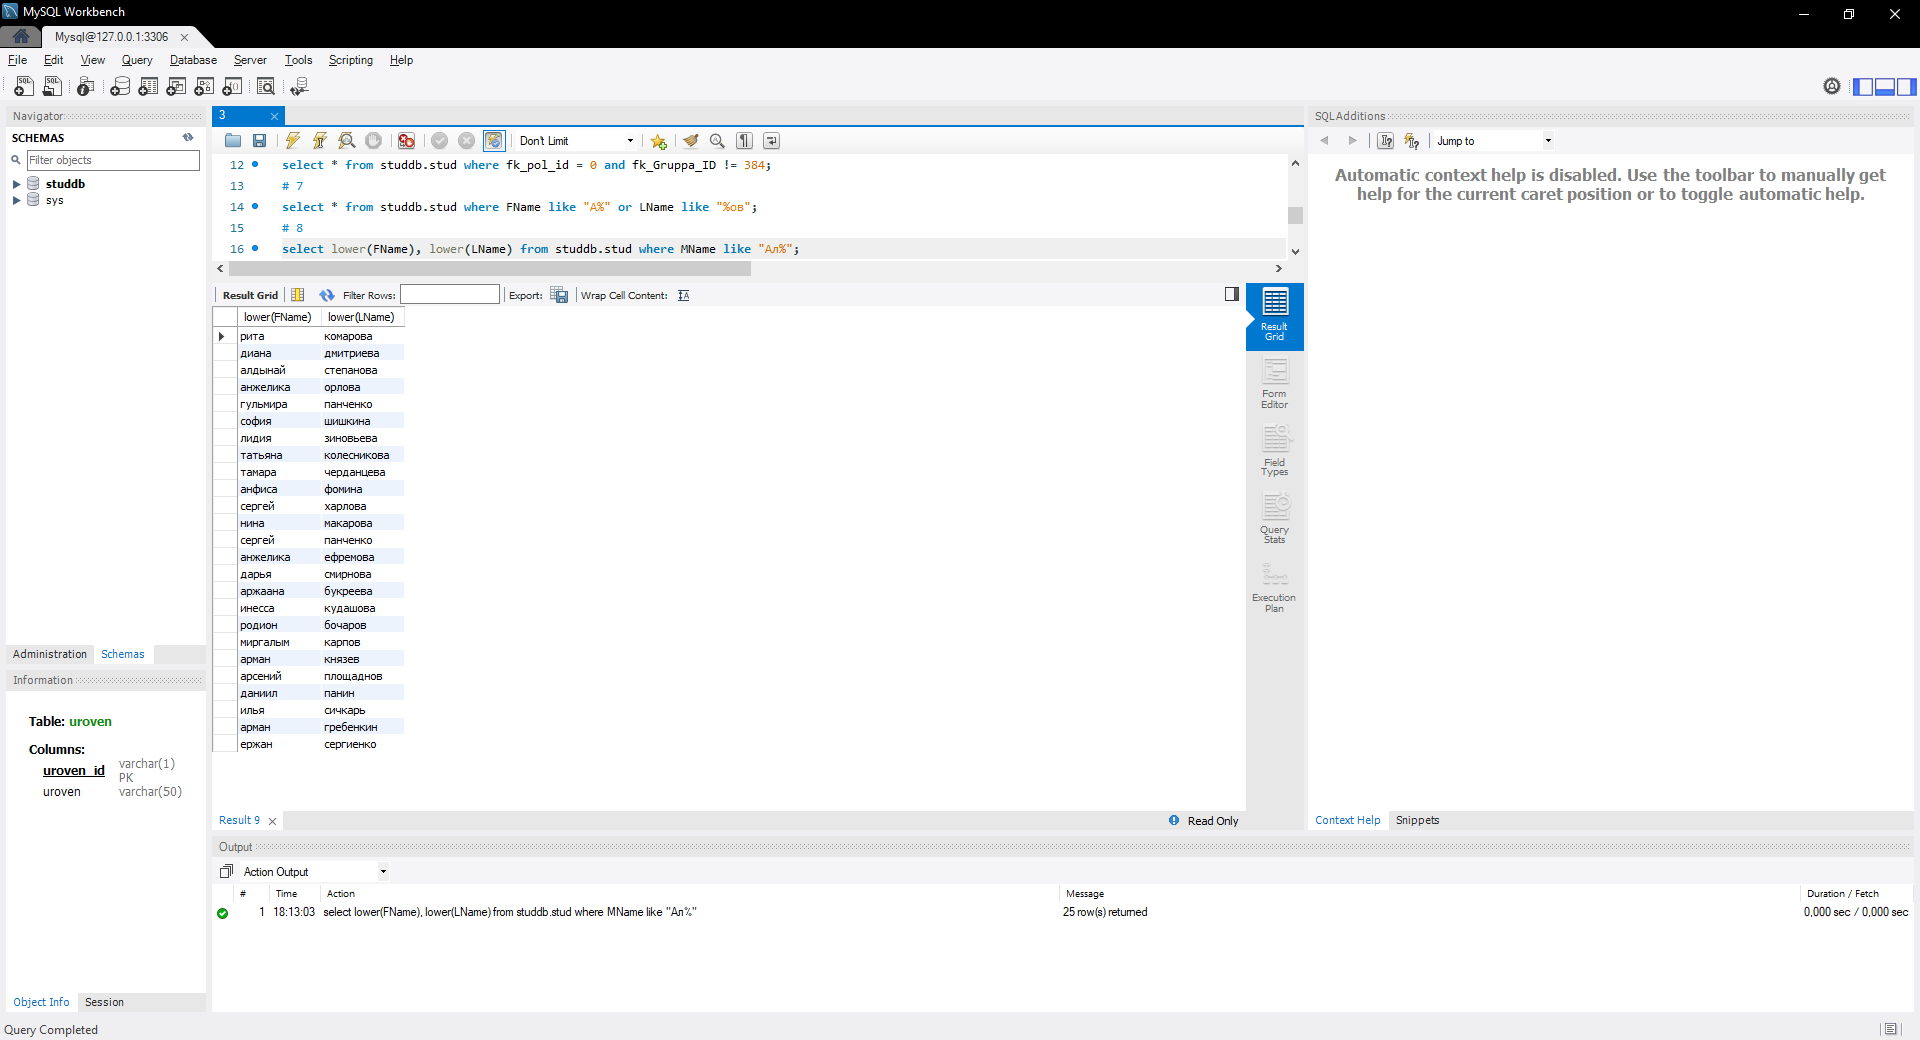 MySQL Workbench
Mysql@127.0.0.1:3306
File Edit View Query Database Server Tools Scripting Help
Navigator
SCHEMAS
Filter objects
studdb
sys
Administration Schemas
Information
Table: uroven
Columns:
uroven_id varchar(1) PK
uroven varchar(50)
Object Info Session
3
Don't Limit
12 select * from studdb.stud where fk_pol_id = 0 and fk_Gruppa_ID != 384;
13 # 7
14 select * from studdb.stud where FName like "А%" or LName like "%ов";
15 # 8
16 select lower(FName), lower(LName) from studdb.stud where MName like "Ал%";
Result Grid Filter Rows: Export: Wrap Cell Content:
lower(FName) lower(LName)
рита комарова
диана дмитриева
алдынай степанова
анжелика орлова
гульмира панченко
софия шишкина
лидия зиновьева
татьяна колесникова
тамара черданцева
анфиса фомина
сергей харлова
нина макарова
сергей панченко
анжелика ефремова
дарья смирнова
аржаана букреева
инесса кудашова
родион бочаров
миргалым карпов
арман князев
арсений площаднов
даниил панин
илья сичкарь
арман гребенкин
ержан сергиенко
Result Grid
Form Editor
Field Types
Query Stats
Execution Plan
Result 9
Read Only
SQLAdditions
Jump to
Automatic context help is disabled. Use the toolbar to manually get
help for the current caret position or to toggle automatic help.
Context Help Snippets
Output
Action Output
# Time Action Message Duration / Fetch
1 18:13:03 select lower(FName), lower(LName) from studdb.stud where MName like "Ал%" 25 row(s) returned 0,000 sec / 0,000 sec
Query Completed